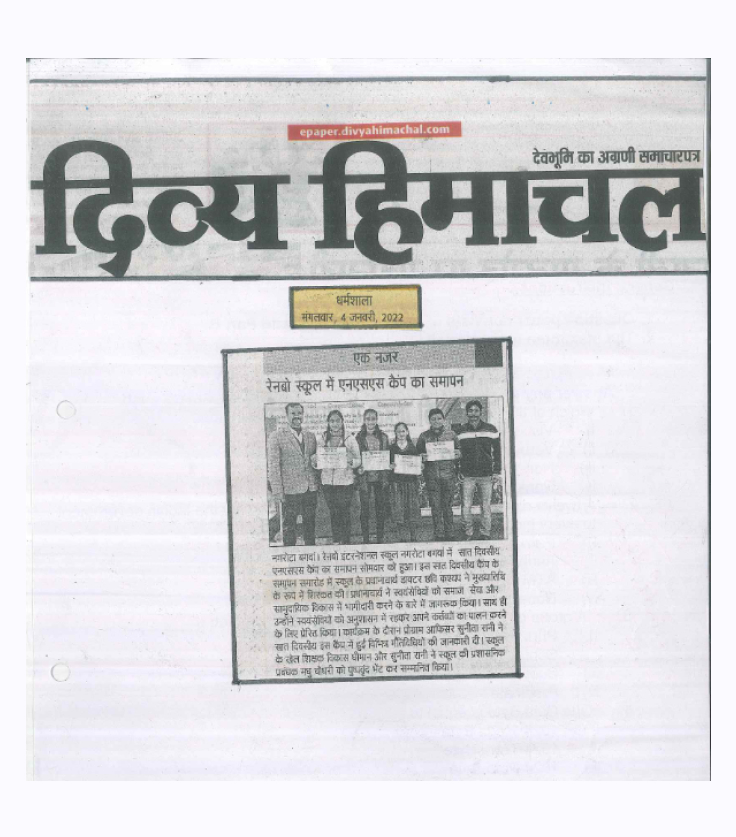 epaper.divyahimachal.com
देवभूमि का अग्रणी समाचारपत्र
दिव्य हिमाचल
धर्मशाला
मंगलवार, 4 जनवरी, 2022
एक नजर
रेनबो स्कूल में एनएसएस कैंप का समापन
नगरोटा बगवां। रेनबो इंटरनेशनल स्कूल नगरोटा बगवां में सात दिवसीय
एनएसएस कैंप का समापन सोमवार को हुआ। इस सात दिवसीय कैंप के
समापन समारोह में स्कूल के प्रधानाचार्य डाक्टर छवि कश्यप ने मुख्यातिथि
के रूप में शिरकत की। प्रधानाचार्य ने स्वयंसेवियों को समाज सेवा और
सामुदायिक विकास में भागीदारी करने के बारे में जागरूक किया। साथ ही
उन्होंने स्वयंसेवियों को अनुशासन में रहकर अपने कर्तव्यों का पालन करने
के लिए प्रेरित किया। कार्यक्रम के दौरान प्रोग्राम आफिसर सुनीता रानी ने
सात दिवसीय इस कैंप में हुई विभिन्न गतिविधियों की जानकारी दी। स्कूल
के खेल शिक्षक विकास धीमान और सुनीता रानी ने स्कूल की प्रशासनिक
प्रबंधक मधु चौधरी को पुष्पगुच्छ भेंट कर सम्मानित किया।